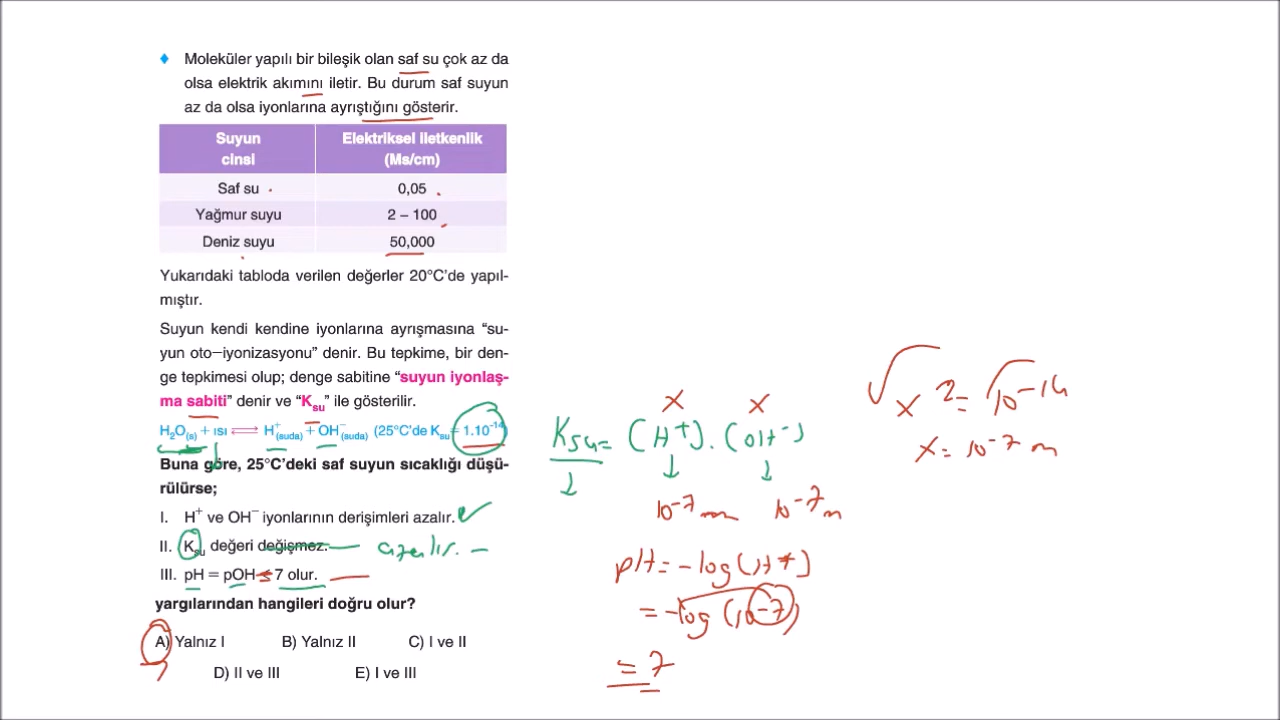 ♦ Moleküler yapılı bir bileşik olan saf su çok az da
olsa elektrik akımını iletir. Bu durum saf suyun
az da olsa iyonlarına ayrıştığını gösterir.
Suyun cinsi Elektriksel iletkenlik (Ms/cm)
Saf su 0,05
Yağmur suyu 2 – 100
Deniz suyu 50,000
Yukarıdaki tabloda verilen değerler 20°C'de yapıl-
mıştır.
Suyun kendi kendine iyonlarına ayrışmasına “su-
yun oto–iyonizasyonu” denir. Bu tepkime, bir den-
ge tepkimesi olup; denge sabitine “suyun iyonlaş-
ma sabiti” denir ve “Ksu” ile gösterilir.
H2O(s) + ısı ⇌ H+(suda) + OH–(suda) (25°C'de Ksu = 1.10-14)
Buna göre, 25°C'deki saf suyun sıcaklığı düşü-
rülürse;
I. H+ ve OH– iyonlarının derişimleri azalır.
II. Ksu değeri değişmez. azalır.
III. pH = pOH 7 olur.
yargılarından hangileri doğru olur?
A) Yalnız I B) Yalnız II C) I ve II
D) II ve III E) I ve III
x x
Ksu = (H+) . (OH-)
↓ ↓ ↓
10-7 m 10-7 m
pH = -log(H+)
= -log(10-7)
= 7
√x2 = √10-14
x = 10-7 m